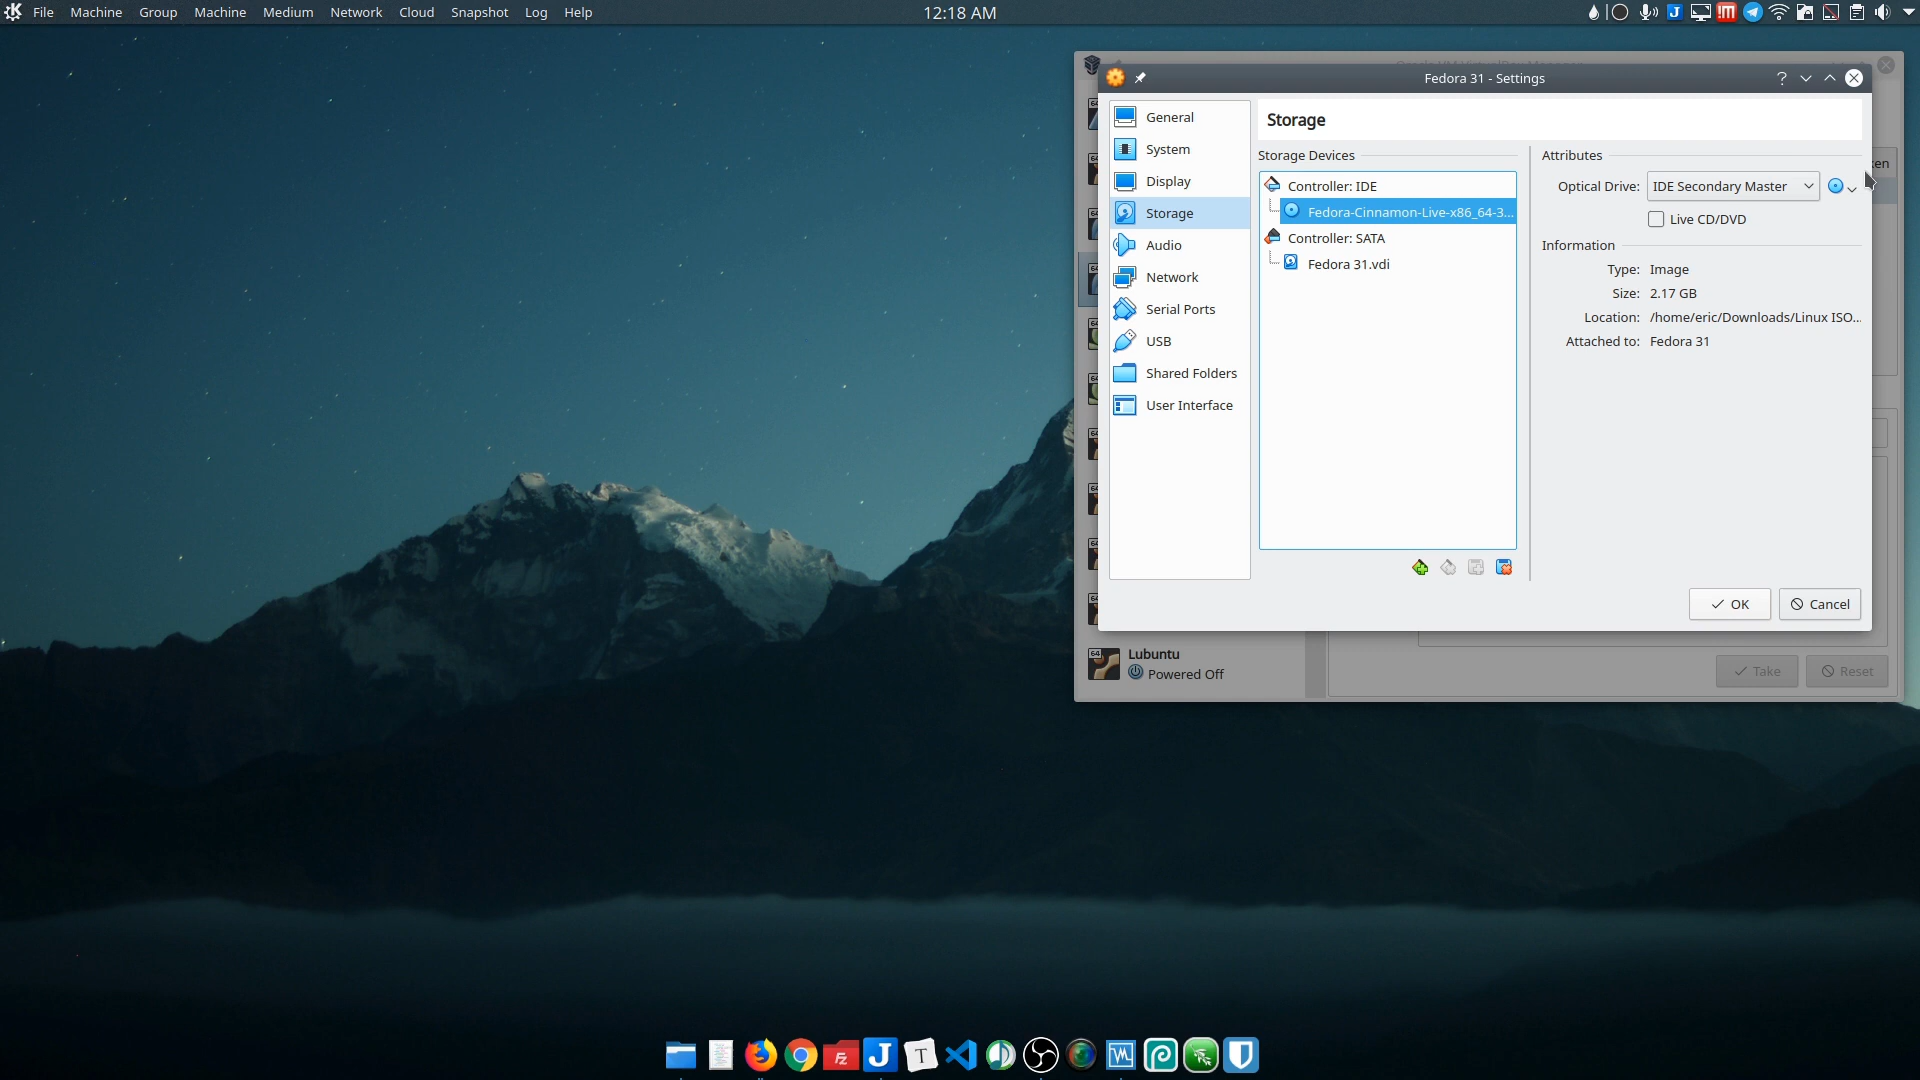 File Machine Group Machine Medium Network Cloud Snapshot Log Help
12:18 AM
Fedora 31 - Settings
General
System
Display
Storage
Audio
Network
Serial Ports
USB
Shared Folders
User Interface
Storage
Storage Devices
Controller: IDE
Fedora-Cinnamon-Live-x86_64-3...
Controller: SATA
Fedora 31.vdi
Attributes
Optical Drive: IDE Secondary Master
Live CD/DVD
Information
Type: Image
Size: 2.17 GB
Location: /home/eric/Downloads/Linux ISO...
Attached to: Fedora 31
OK Cancel
64
Lubuntu
Powered Off
Take Reset